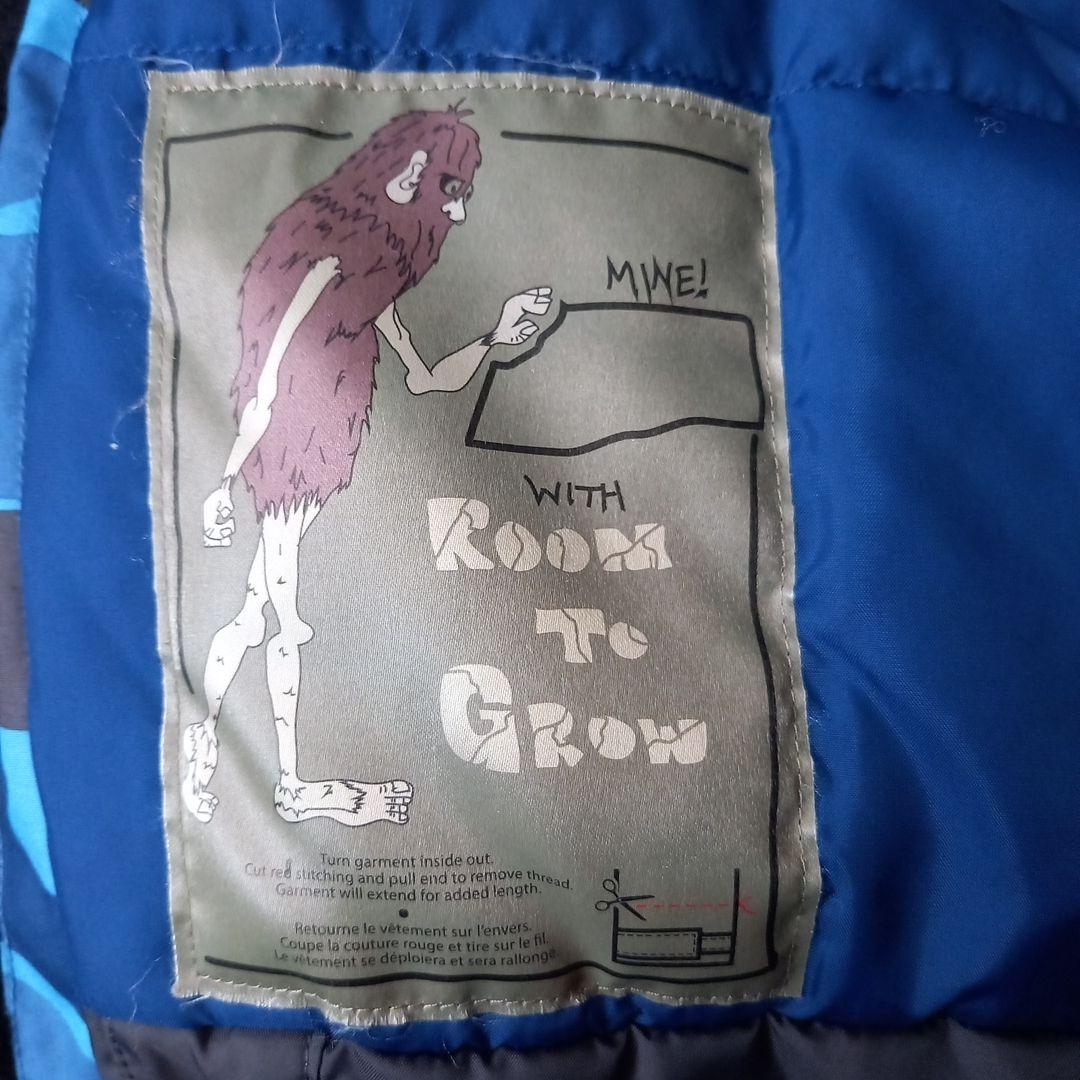 MINE!
WITH
ROOM
TO
GROW
Turn garment inside out.
Cut red stitching and pull end to remove thread.
Garment will extend for added length.
•
Retourne le vêtement sur l'envers.
Coupe la couture rouge et tire sur le fil.
Le vêtement se déploiera et sera rallongé.